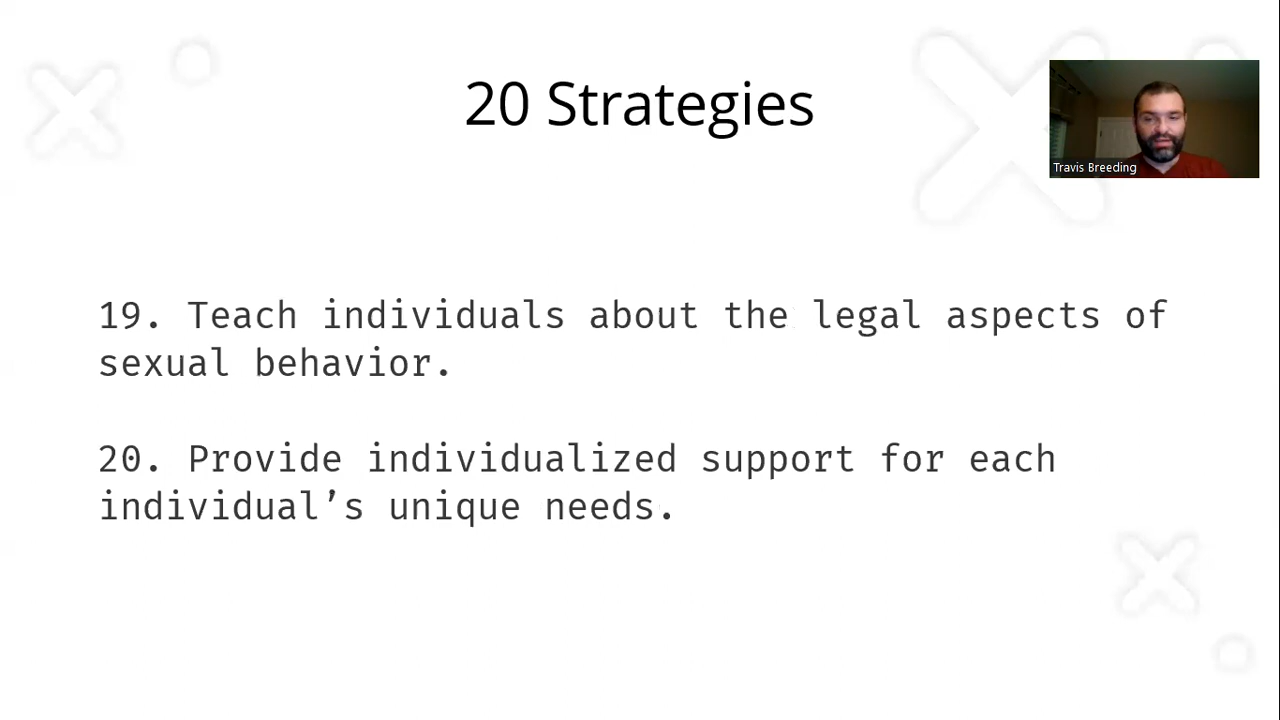 20 Strategies
Travis Breeding
19. Teach individuals about the legal aspects of
sexual behavior.
20. Provide individualized support for each
individual’s unique needs.